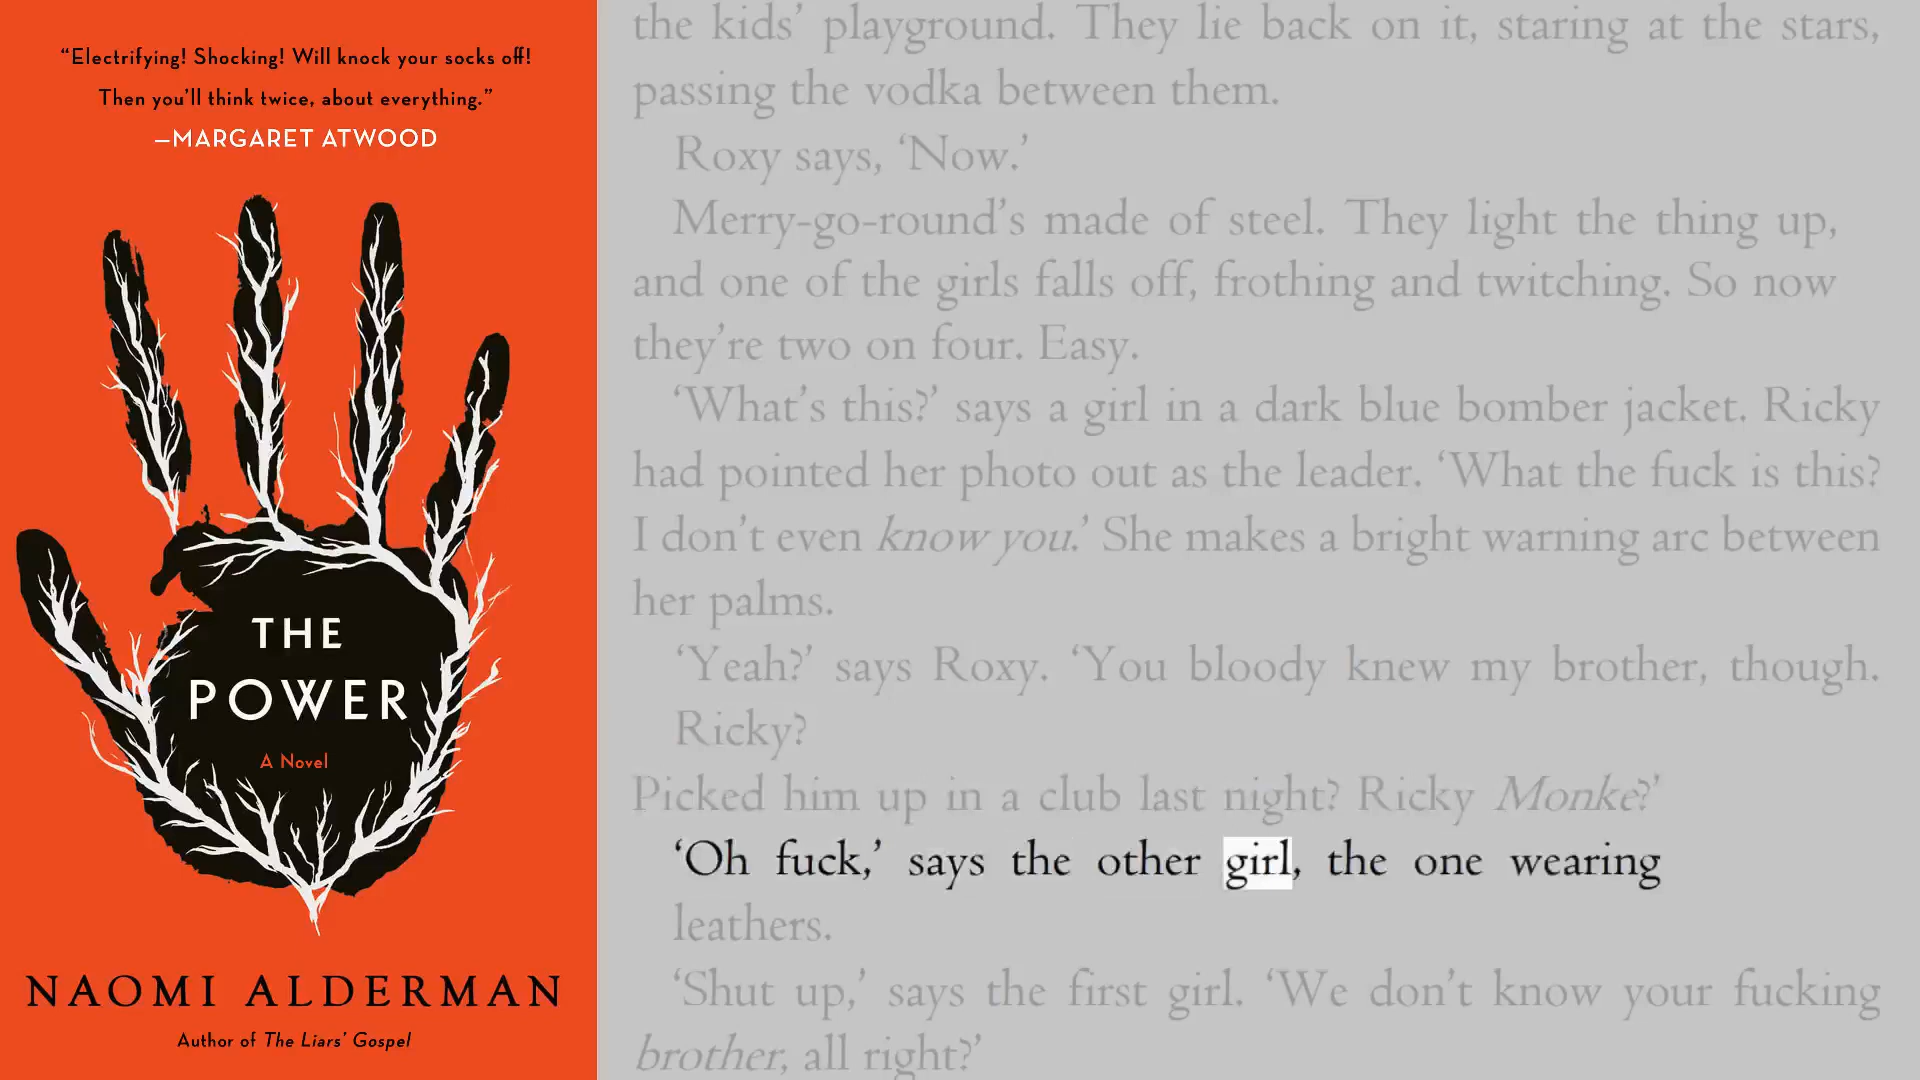 “Electrifying! Shocking! Will knock your socks off!
Then you’ll think twice, about everything.”
—MARGARET ATWOOD
THE
POWER
A Novel
NAOMI ALDERMAN
Author of The Liars’ Gospel
the kids’ playground. They lie back on it, staring at the stars,
passing the vodka between them.
Roxy says, ‘Now.’
Merry-go-round’s made of steel. They light the thing up,
and one of the girls falls off, frothing and twitching. So now
they’re two on four. Easy.
‘What’s this?’ says a girl in a dark blue bomber jacket. Ricky
had pointed her photo out as the leader. ‘What the fuck is this?
I don’t even know you.’ She makes a bright warning arc between
her palms.
‘Yeah?’ says Roxy. ‘You bloody knew my brother, though.
Ricky?
Picked him up in a club last night? Ricky Monke?’
‘Oh fuck,’ says the other girl, the one wearing
leathers.
‘Shut up,’ says the first girl. ‘We don’t know your fucking
brother, all right?’